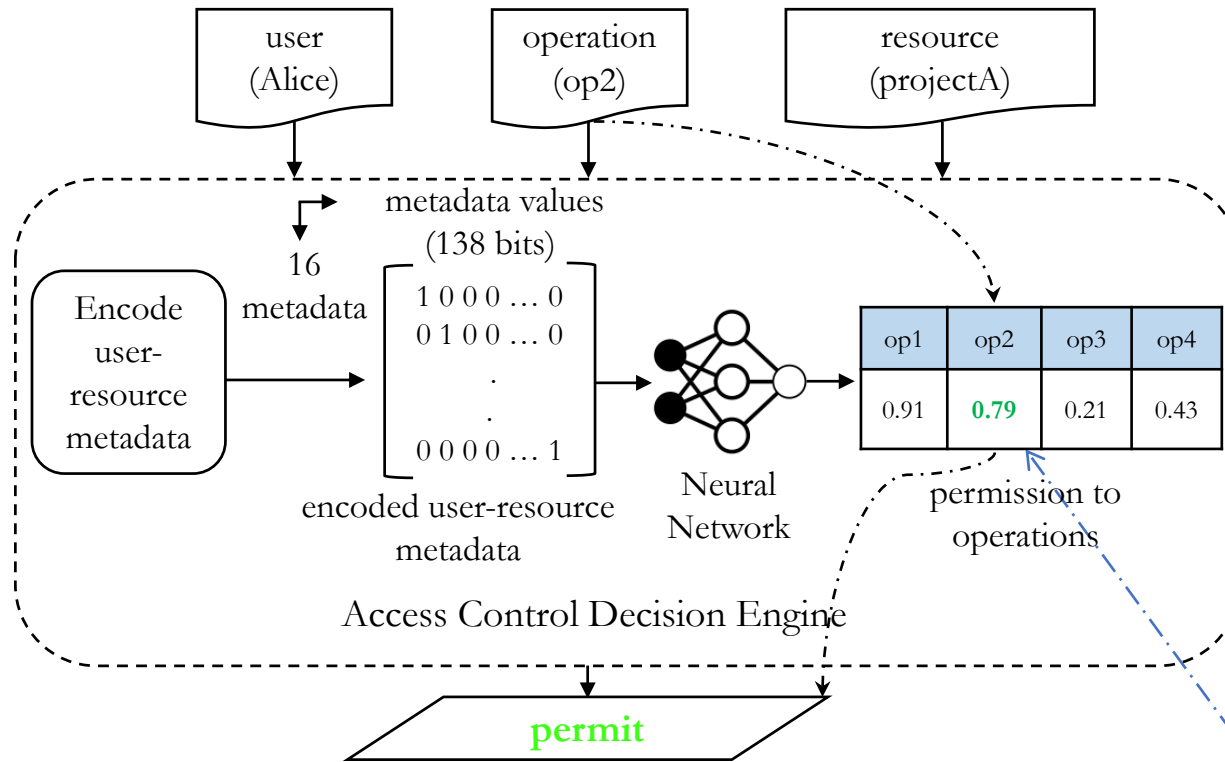 user
(Alice)
operation
(op2)
resource
(projectA)
metadata values
(138 bits)
16
metadata
Encode
user-
resource
metadata
1 0 0 0 … 0
0 1 0 0 … 0
.
.
0 0 0 0 … 1
encoded user-resource
metadata
Neural
Network
op1 op2 op3 op4
0.91 0.79 0.21 0.43
permission to
operations
Access Control Decision Engine
permit